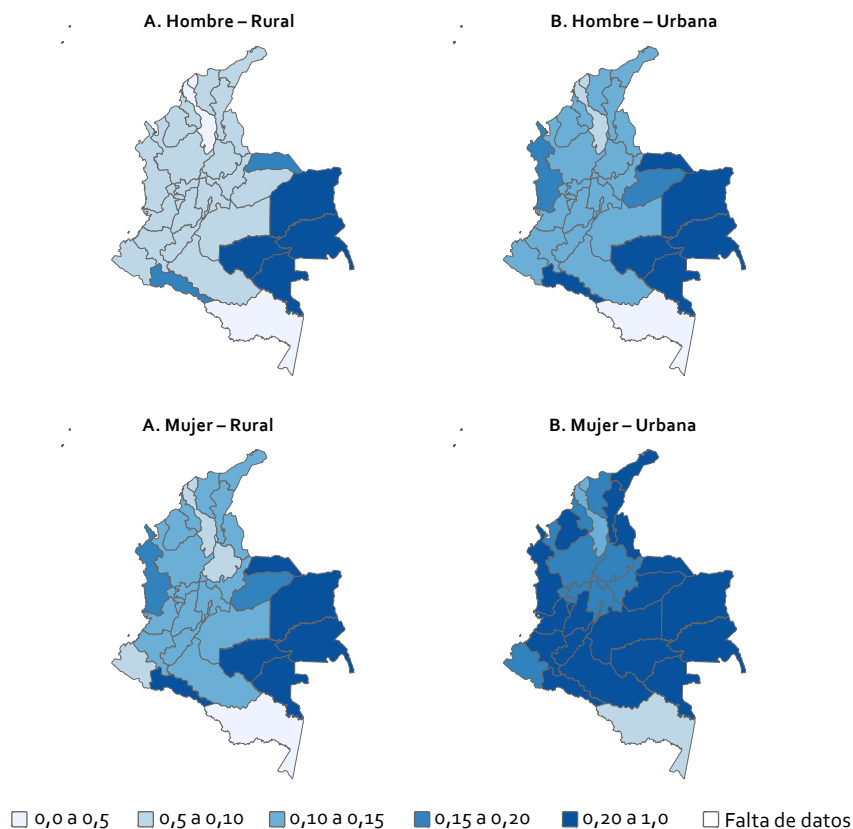 A. Hombre – Rural
B. Hombre – Urbana
A. Mujer – Rural
B. Mujer – Urbana
0,0 a 0,5
0,5 a 0,10
0,10 a 0,15
0,15 a 0,20
0,20 a 1,0
Falta de datos